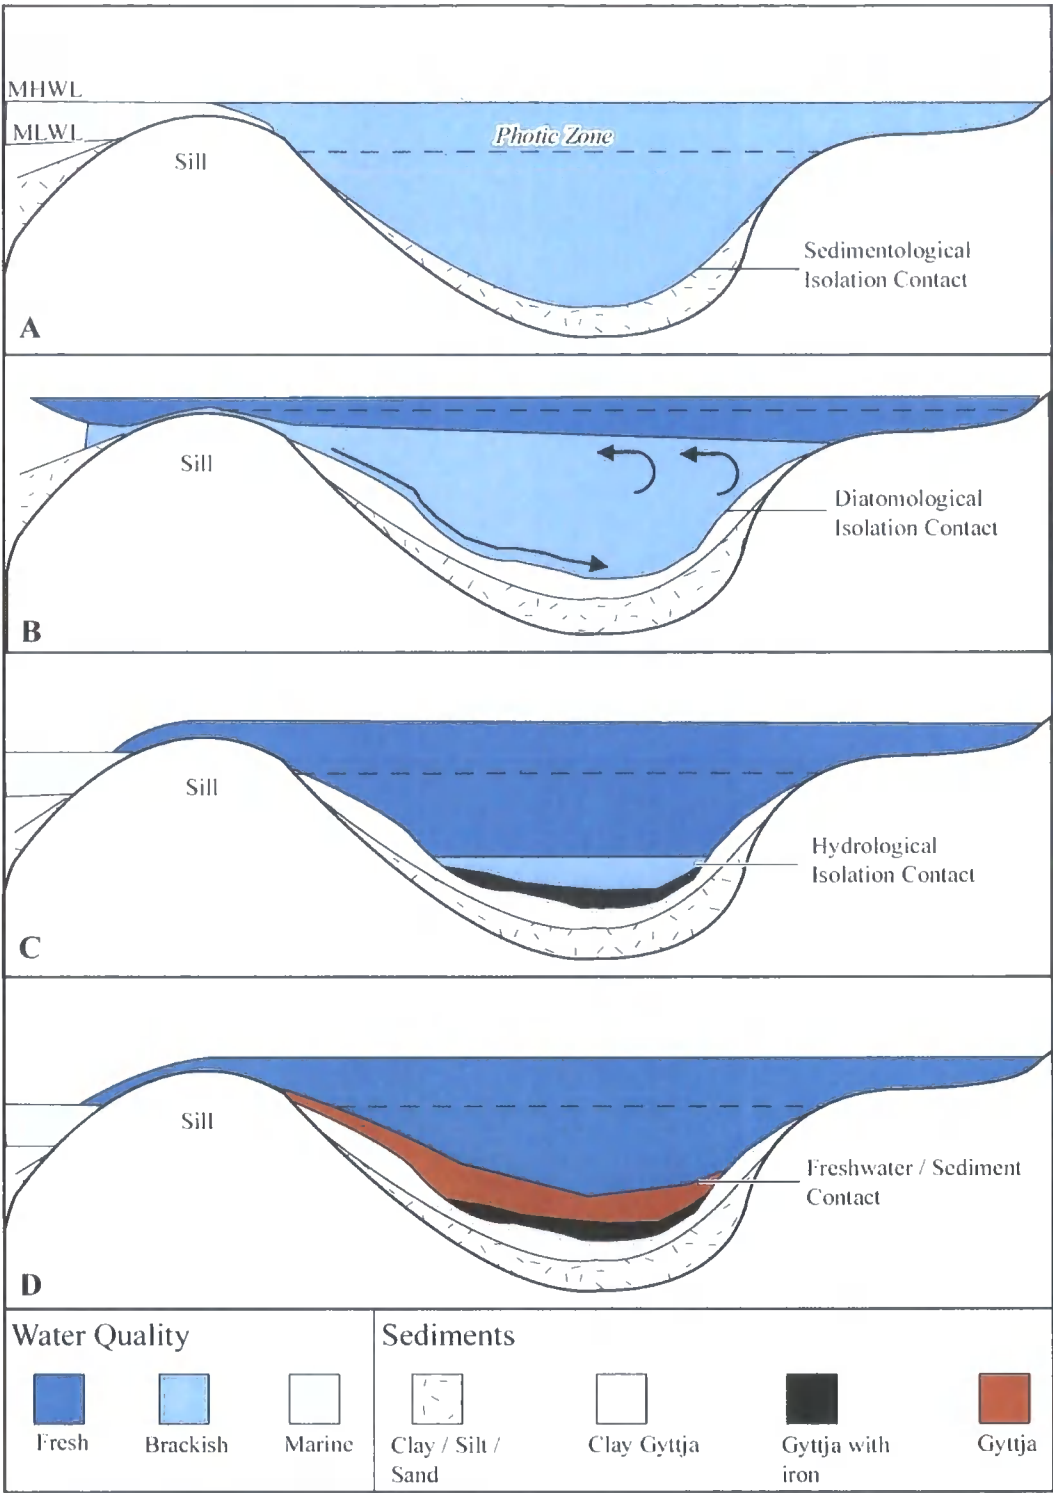 MHWL
MLWL
Photic Zone
Sill
Sedimentological
Isolation Contact
A
Sill
Diatomological
Isolation Contact
B
Sill
Hydrological
Isolation Contact
C
Sill
Freshwater / Sediment
Contact
D
Water Quality
Sediments
Fresh
Brackish
Marine
Clay / Silt /
Sand
Clay Gyttja
Gyttja with
iron
Gyttja